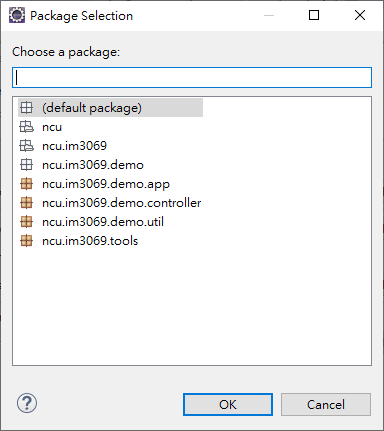 Package Selection
Choose a package:
(default package)
ncu
ncu.im3069
ncu.im3069.demo
ncu.im3069.demo.app
ncu.im3069.demo.controller
ncu.im3069.demo.util
ncu.im3069.tools
?
OK
Cancel